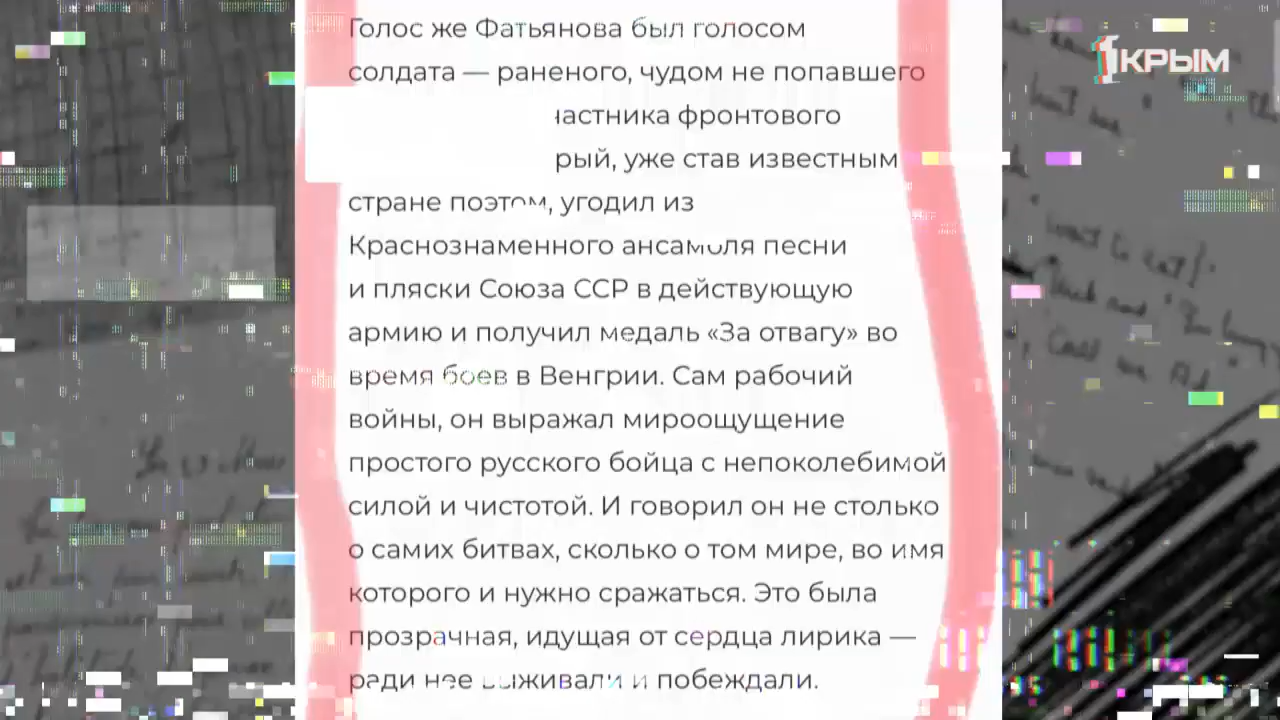 Голос же Фатьянова был голосом
солдата — раненого, чудом не попавшего
частника фронтового
рый, уже став известным
стране поэтом, угодил из
Краснознаменного ансамбля песни
и пляски Союза ССР в действующую
армию и получил медаль «За отвагу» во
время боев в Венгрии. Сам рабочий
войны, он выражал мироощущение
простого русского бойца с непоколебимой
силой и чистотой. И говорил он не столько
о самих битвах, сколько о том мире, во имя
которого и нужно сражаться. Это была
прозрачная, идущая от сердца лирика —
ради нее выживали и побеждали.
1КРЫМ